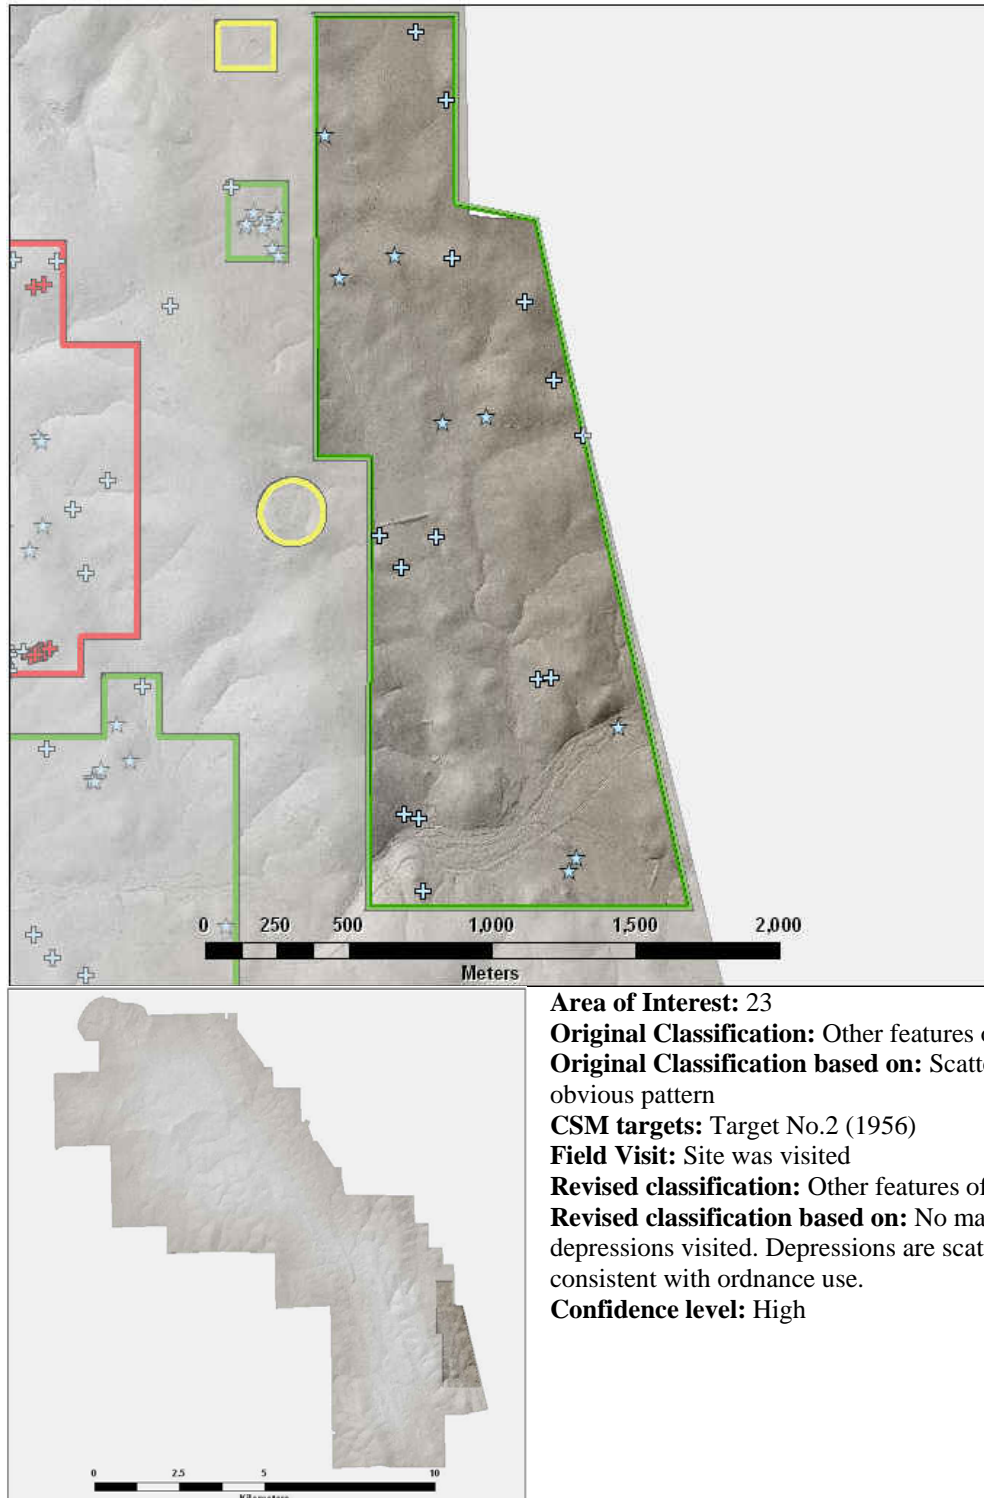 0 250 500 1,000 1,500 2,000
Meters
0 2.5 5 10
Kilometers
Area of Interest: 23
Original Classification: Other features
Original Classification based on:
obvious pattern
CSM targets: Target No.2 (1956)
Field Visit: Site was visited
Revised classification: Other features of
Revised classification based on: No
depressions visited. Depressions are
consistent with ordnance use.
Confidence level: High